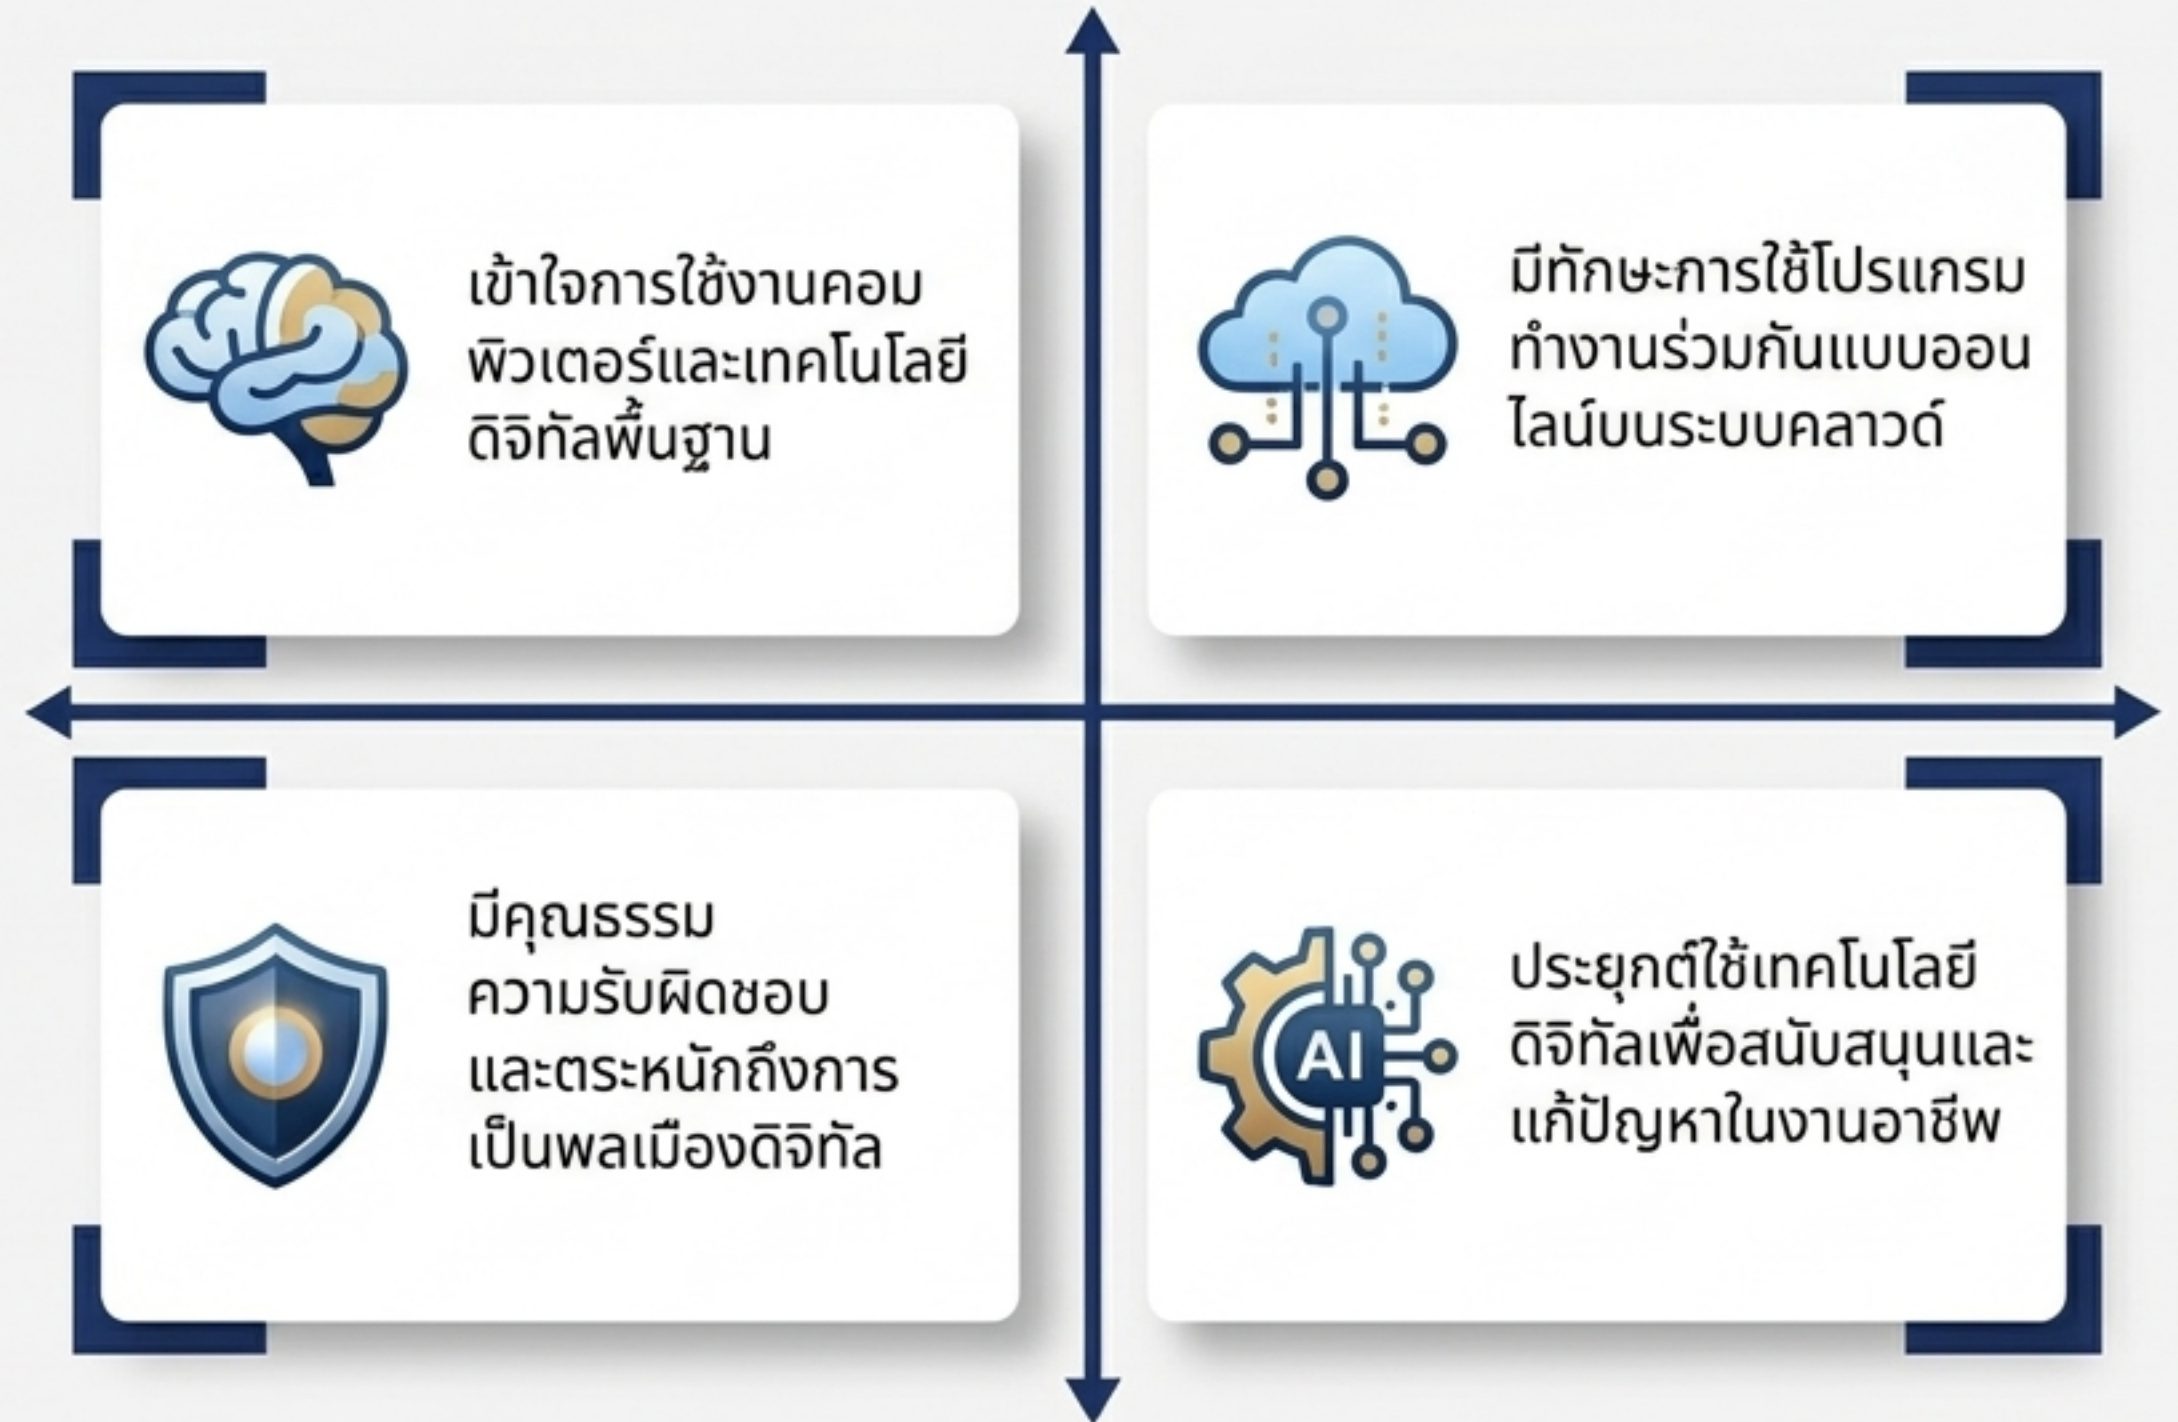 เข้าใจการใช้งานคอม
พิวเตอร์และเทคโนโลยี
ดิจิทัลพื้นฐาน
มีทักษะการใช้โปรแกรม
ทำงานร่วมกันแบบออน
ไลน์บนระบบคลาวด์
มีคุณธรรม
ความรับผิดชอบ
และตระหนักถึงการ
เป็นพลเมืองดิจิทัล
AI
ประยุกต์ใช้เทคโนโลยี
ดิจิทัลเพื่อสนับสนุนและ
แก้ปัญหาในงานอาชีพ